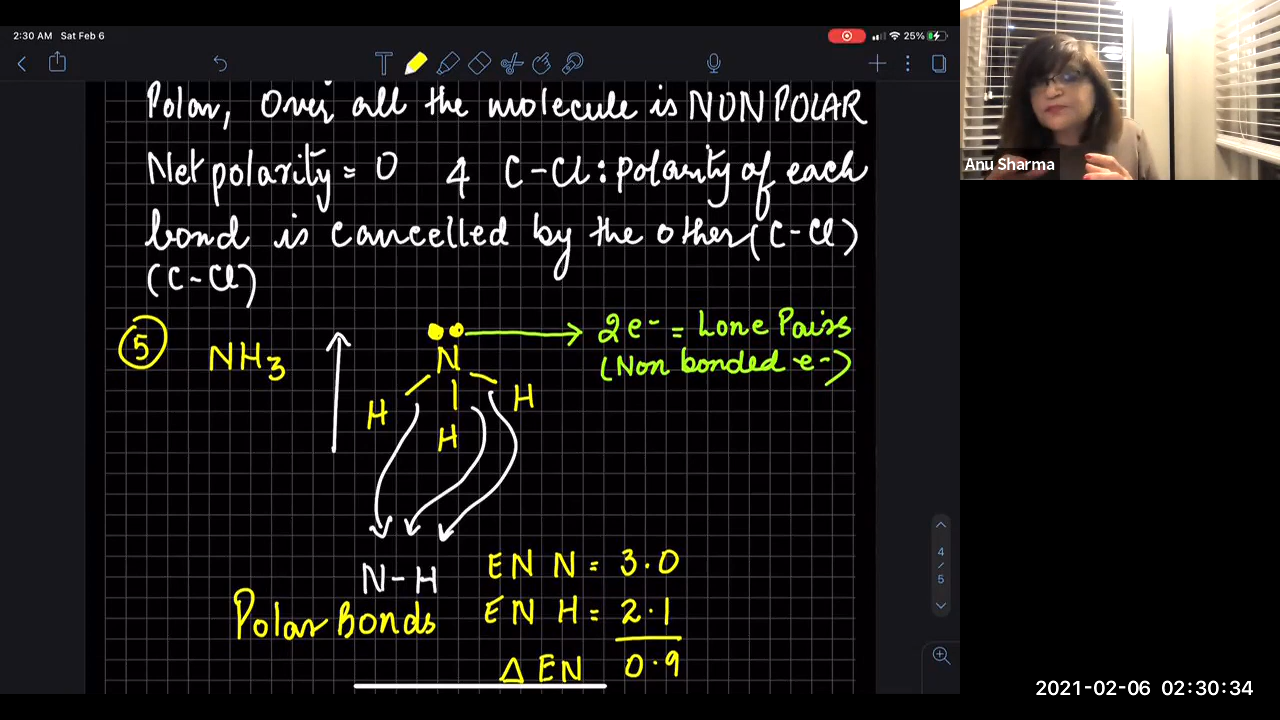 2:30 AM Sat Feb 6
25%
T
Polar, Over all the molecule is NONPOLAR
Net polarity = 0 4 C-Cl: polarity of each
bond is cancelled by the other (C-Cl)
(C-Cl)
5
NH3
N
H
H
H
2e- = Lone Pairs
(Non bonded e-)
N-H
Polar Bonds
EN N = 3.0
EN H = 2.1
Δ EN 0.9
4
/
5
Anu Sharma
2021-02-06 02:30:34